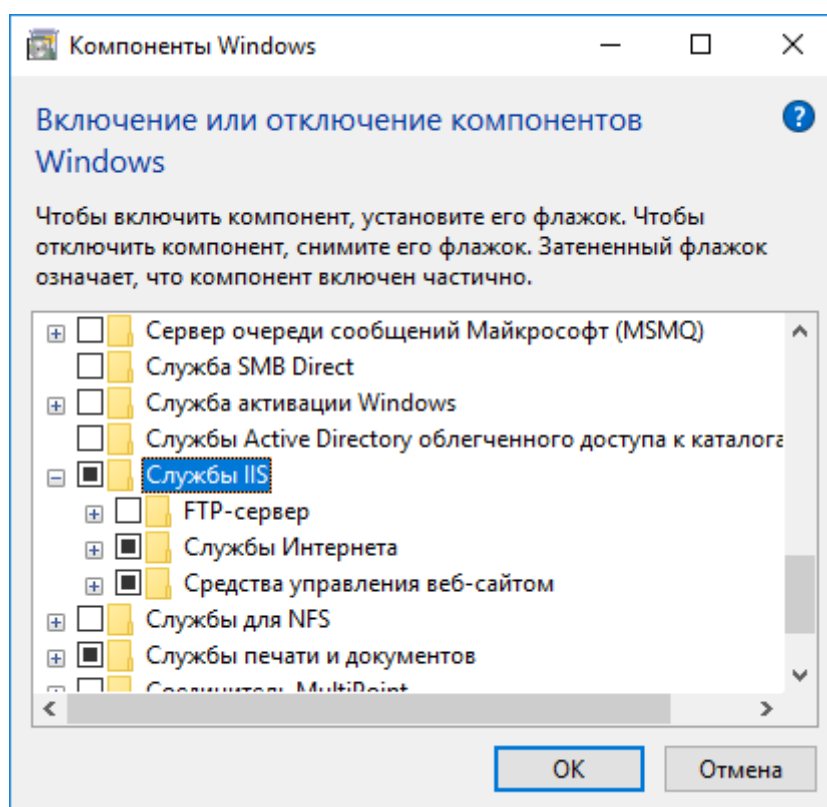 Компоненты Windows
Включение или отключение компонентов
Windows
Чтобы включить компонент, установите его флажок. Чтобы
отключить компонент, снимите его флажок. Затененный флажок
означает, что компонент включен частично.
Сервер очереди сообщений Майкрософт (MSMQ)
Служба SMB Direct
Служба активации Windows
Службы Active Directory облегченного доступа к каталога
Службы IIS
FTP-сервер
Службы Интернета
Средства управления веб-сайтом
Службы для NFS
Службы печати и документов
Соединитель MultiPoint
ОК
Отмена